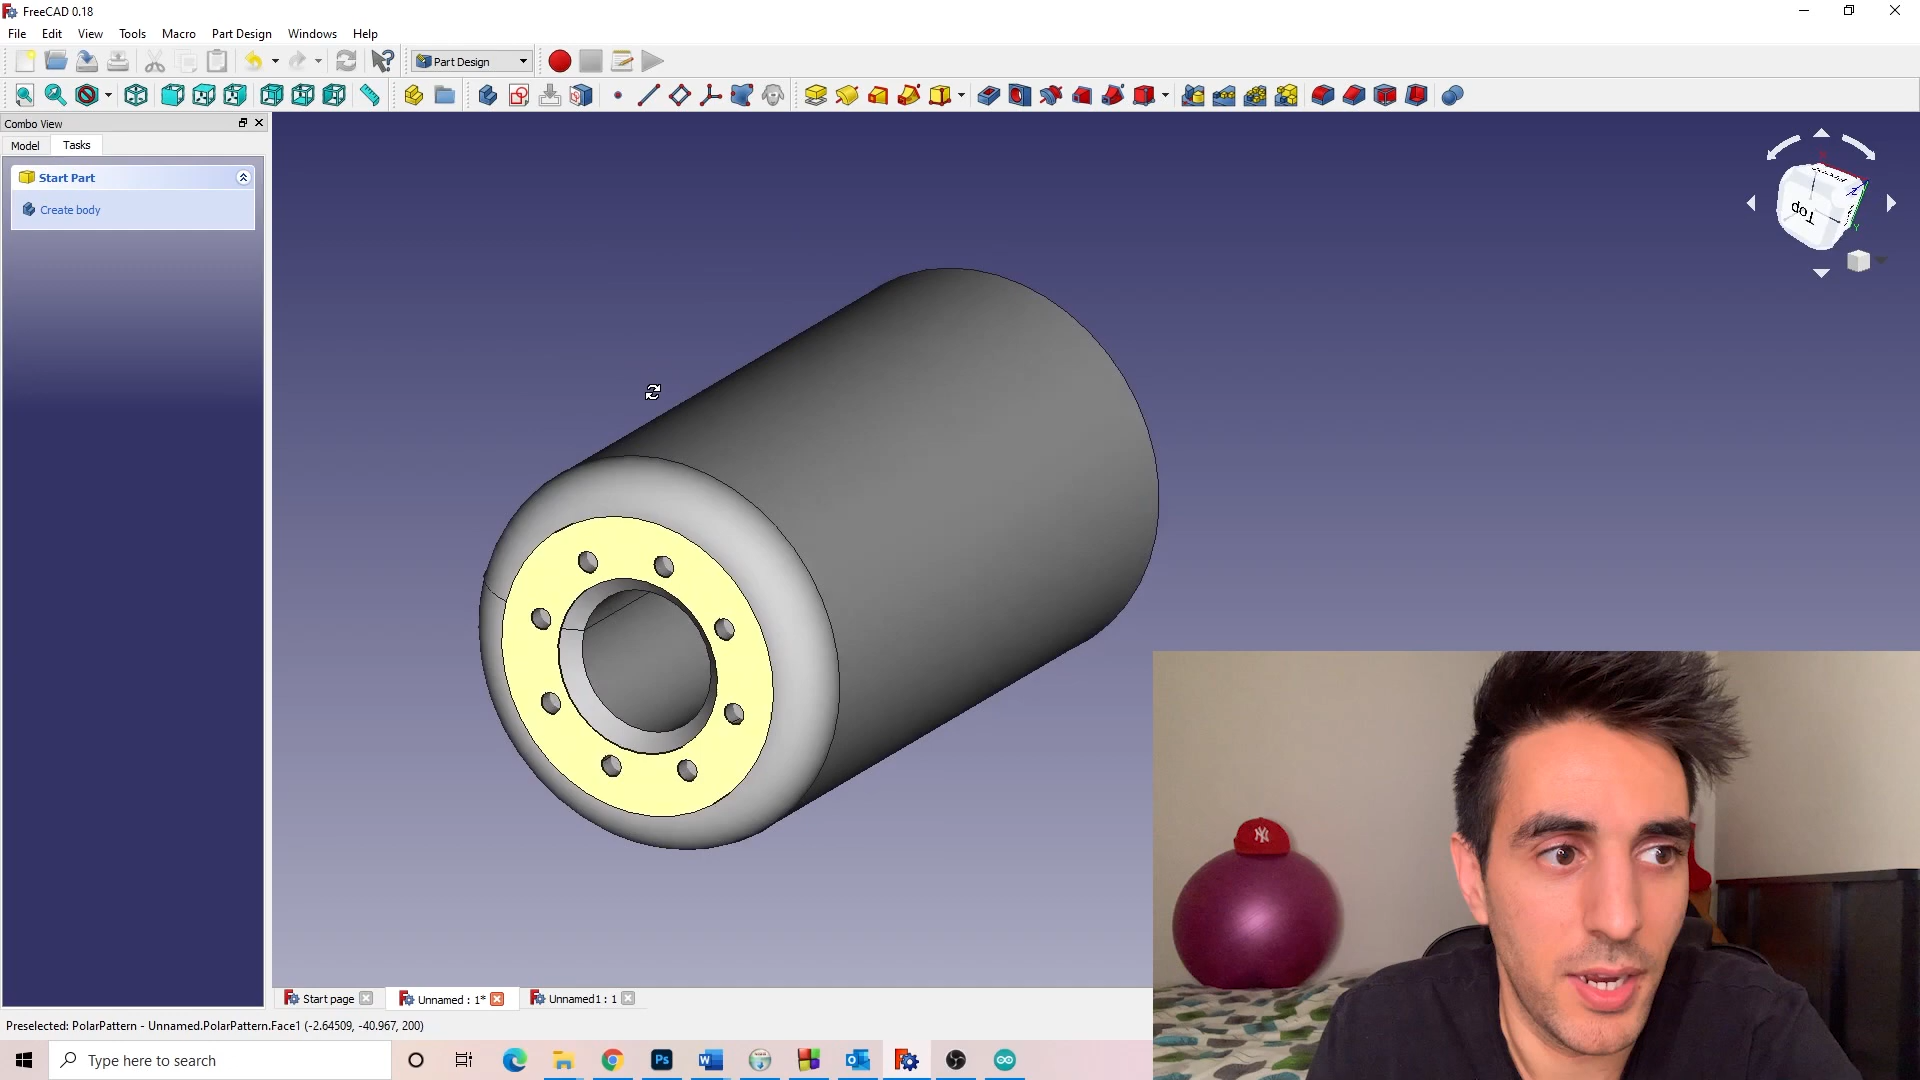 FreeCAD 0.18
File Edit View Tools Macro Part Design Windows Help
Part Design
Combo View
Model Tasks
Start Part
Create body
Top
Z
Y
Start page
Unnamed : 1*
Unnamed1 : 1
Preselected: PolarPattern - Unnamed.PolarPattern.Face1 (-2.64509, -40.967, 200)
Type here to search
Ps
W
NY